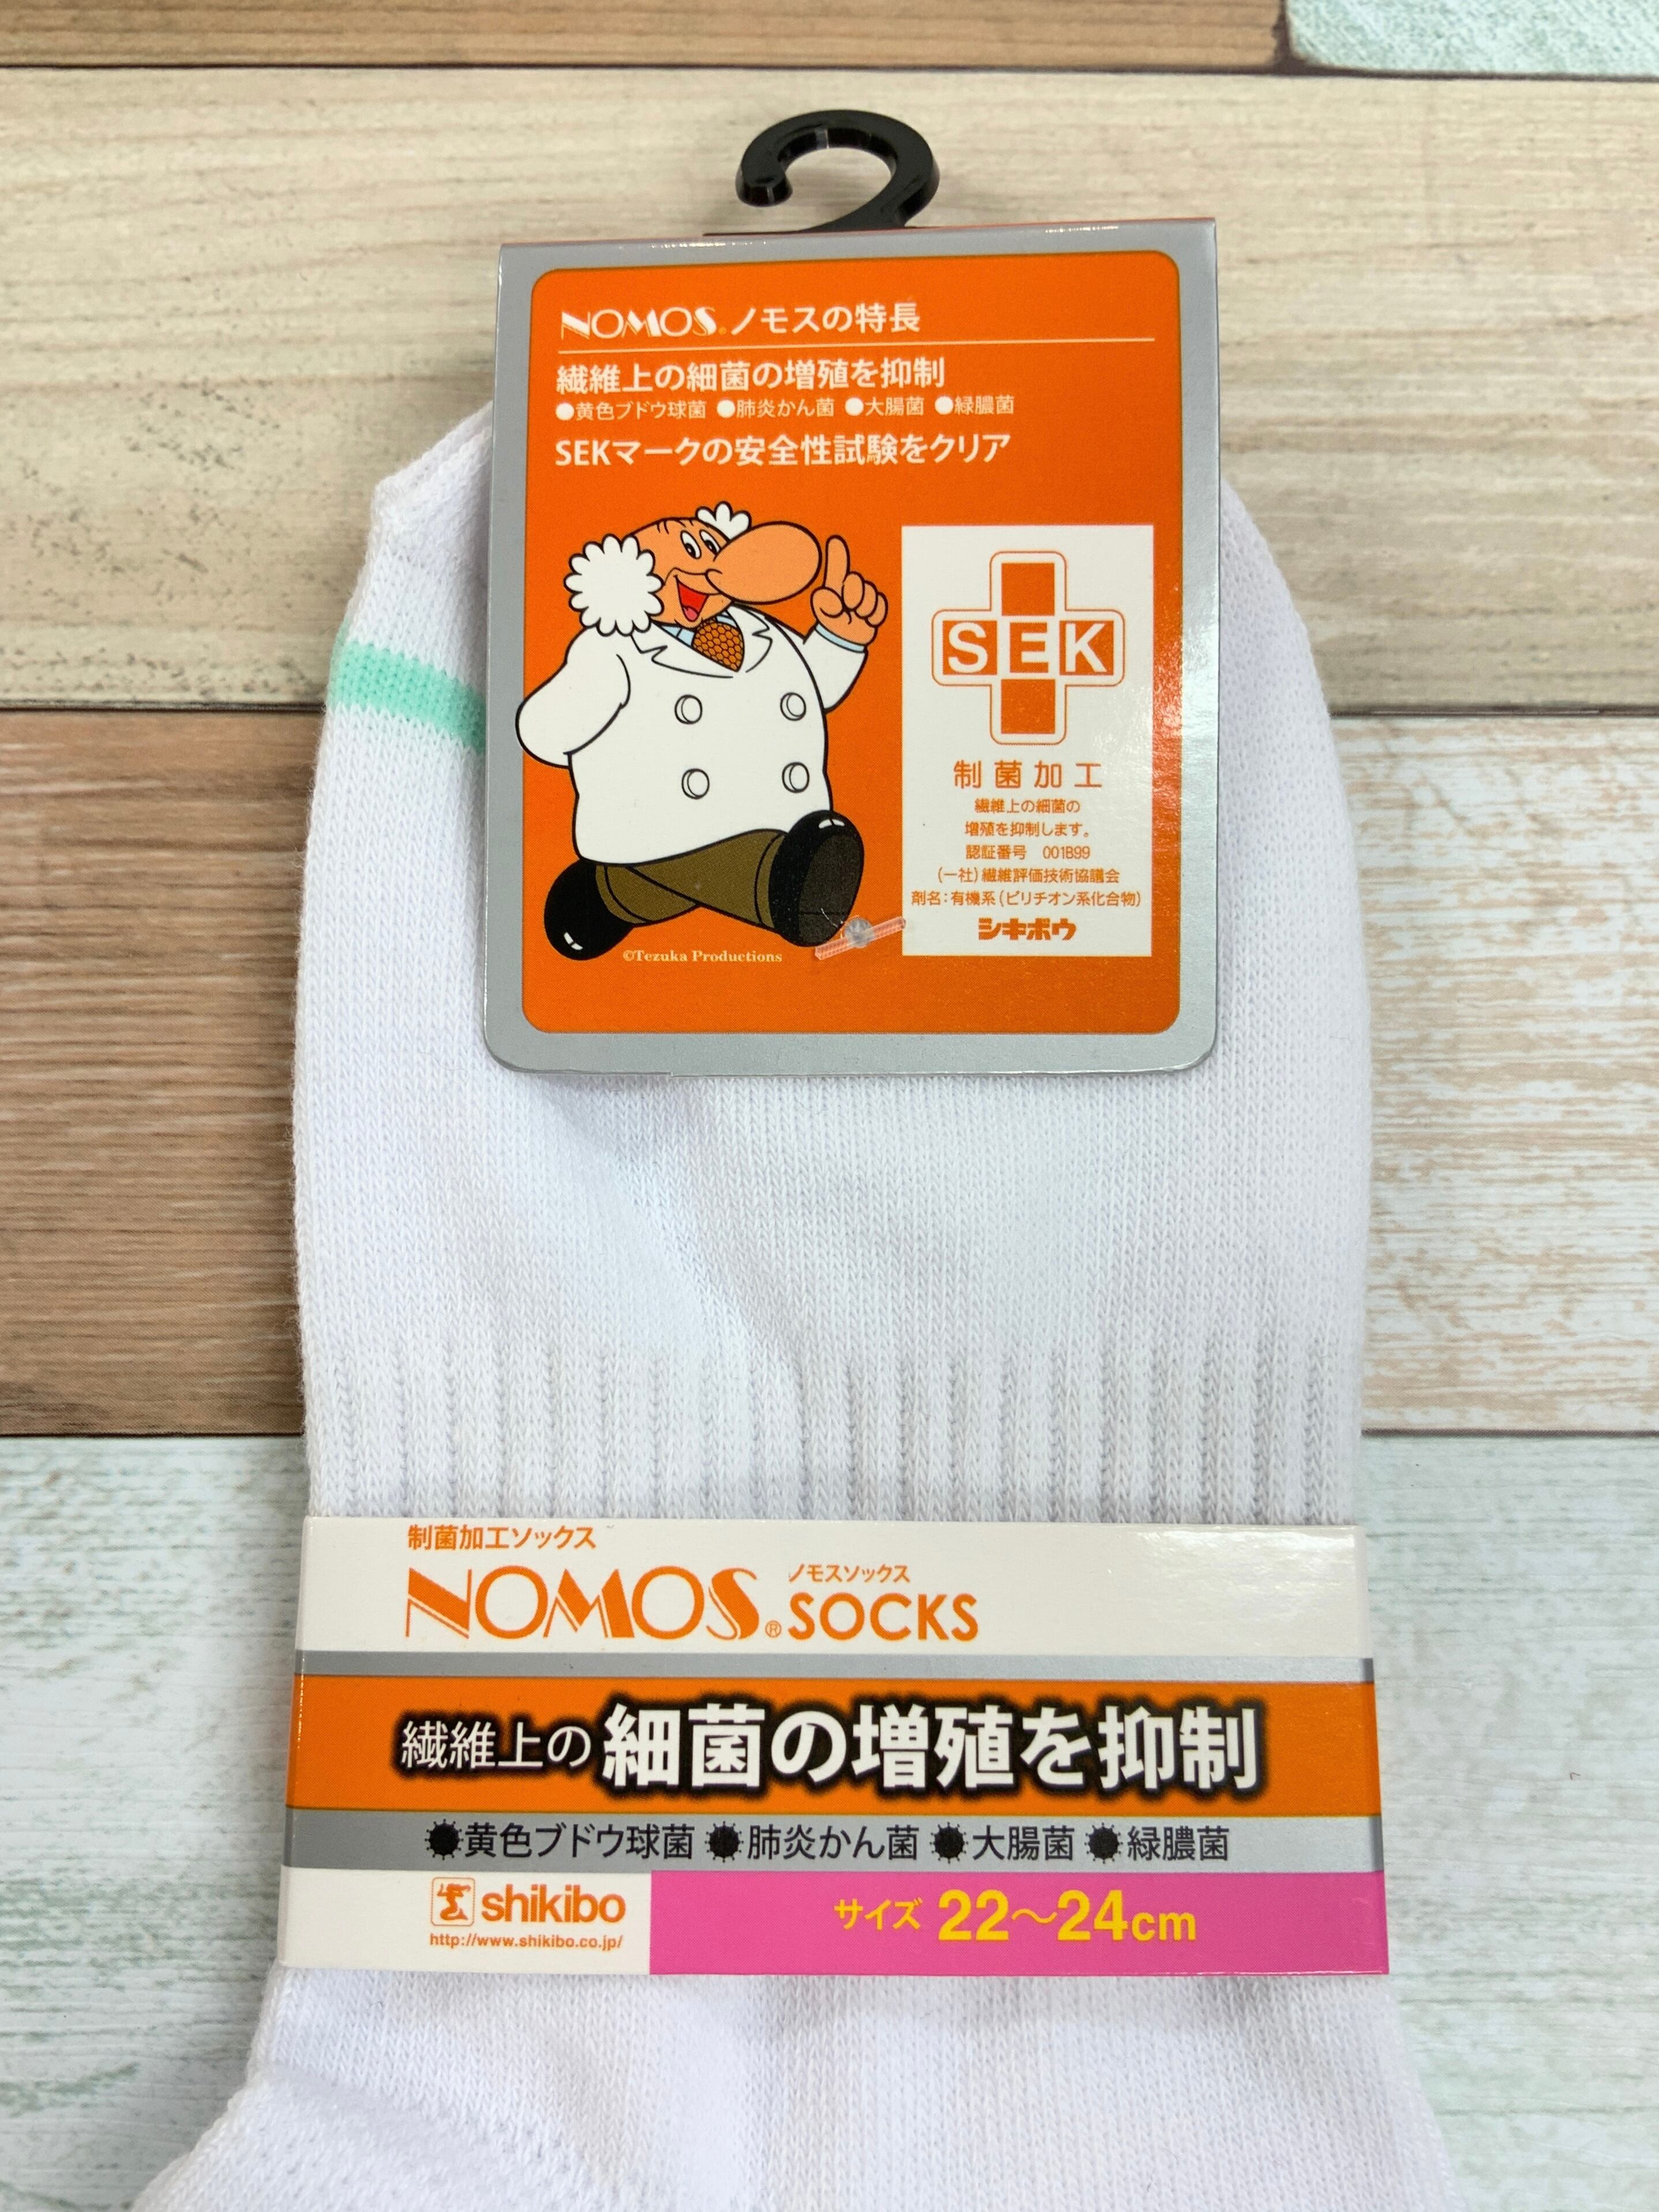 NOMOS® ノモスの特長
繊維上の細菌の増殖を抑制
●黄色ブドウ球菌 ●肺炎かん菌 ●大腸菌 ●緑膿菌
SEKマークの安全性試験をクリア
SEK
制菌加工
繊維上の細菌の
増殖を抑制します。
認証番号 001B99
(一社)繊維評価技術協議会
剤名:有機系(ピリチオン系化合物)
シキボウ
©Tezuka Productions
制菌加工ソックス
ノモスソックス
NOMOS® SOCKS
繊維上の細菌の増殖を抑制
黄色ブドウ球菌 肺炎かん菌 大腸菌 緑膿菌
shikibo
http://www.shikibo.co.jp/
サイズ 22〜24cm